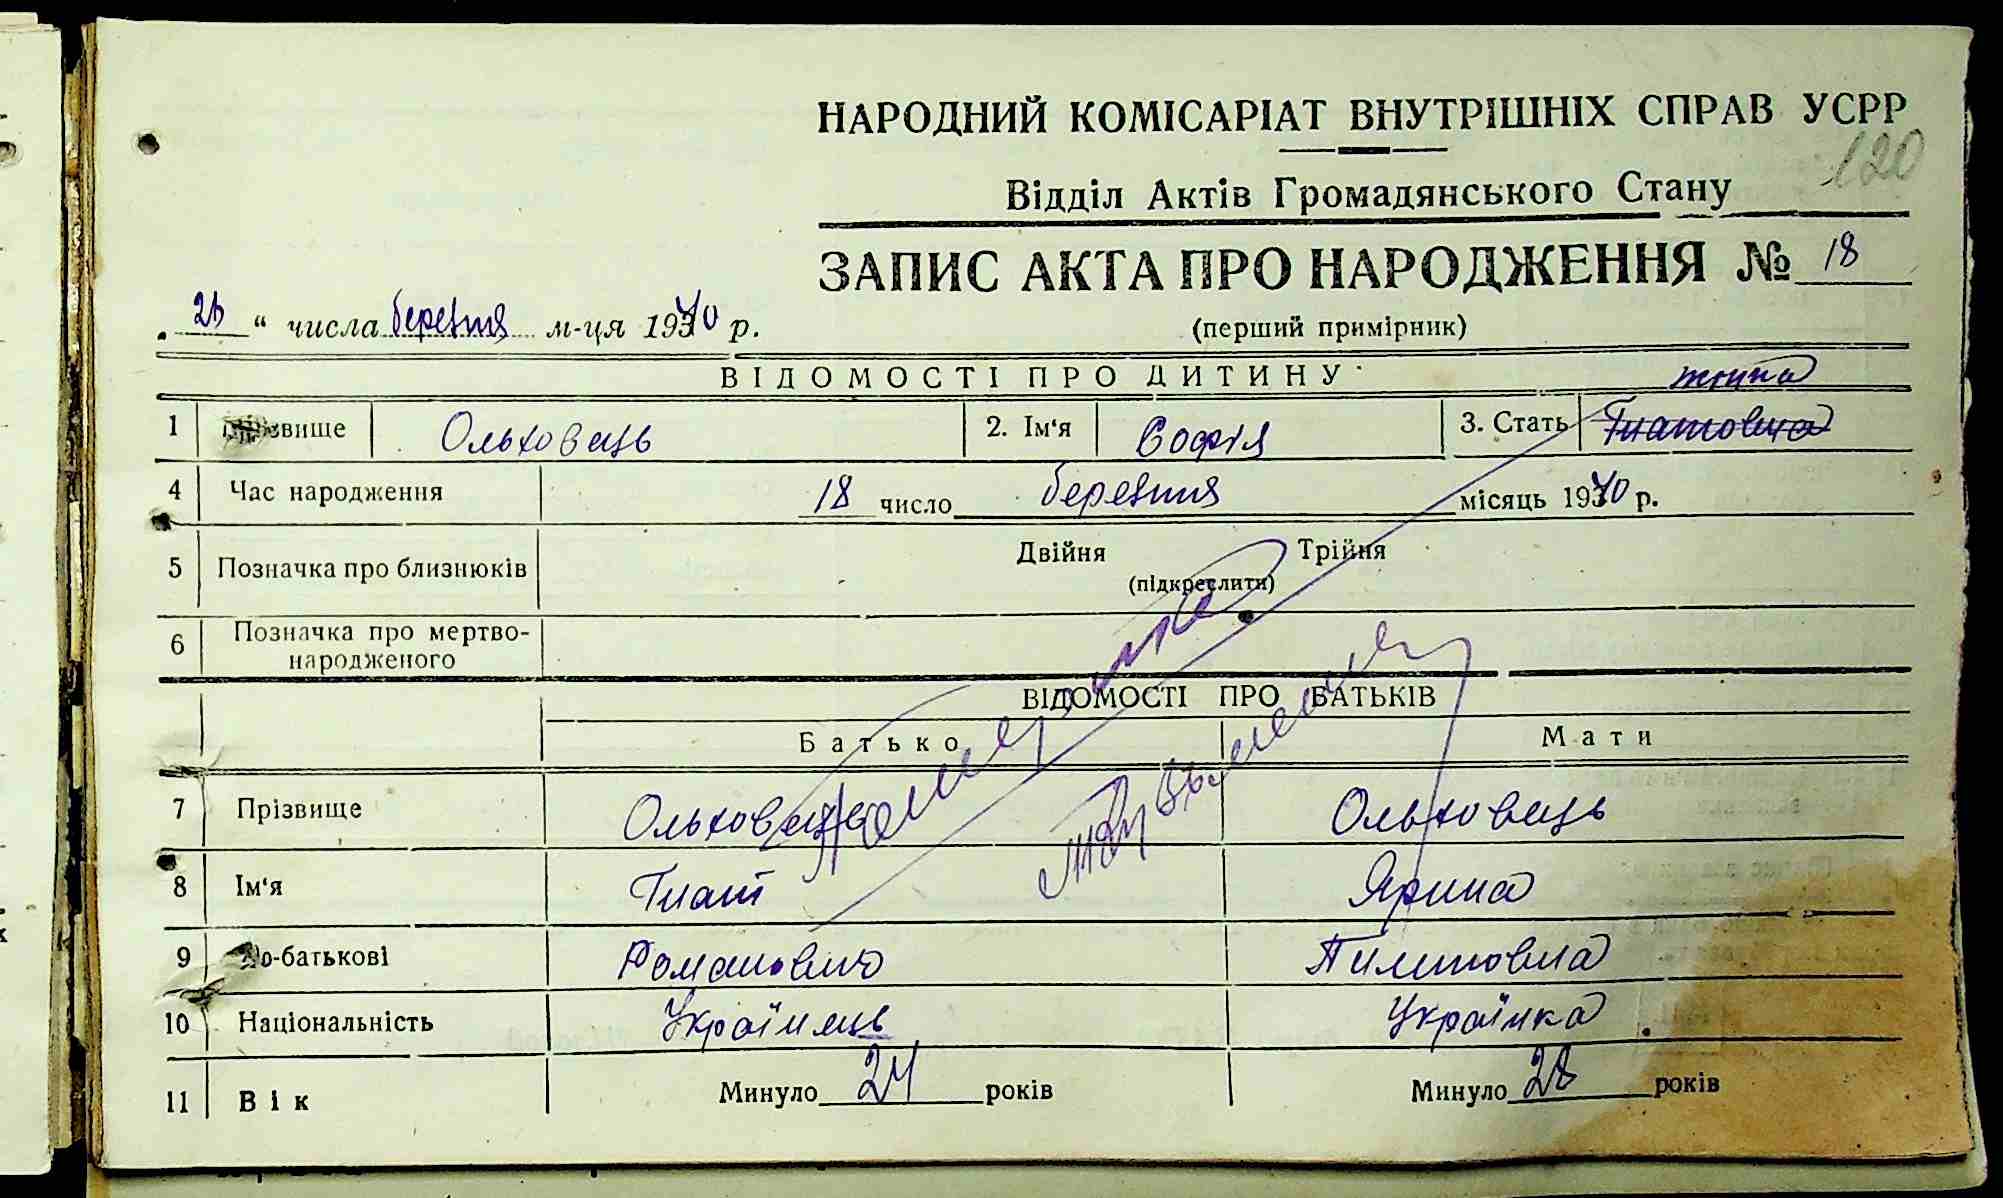 НАРОДНИЙ КОМІСАРІАТ ВНУТРІШНІХ СПРАВ УСРР
120
Відділ Актів Громадянського Стану
ЗАПИС АКТА ПРО НАРОДЖЕННЯ № 18
„ “ числа березня м-ця 1940 р.
(перший примірник)
ВІДОМОСТІ ПРО ДИТИНУ
жінка
1 Прізвище Ольховець 2. Ім‘я Софія 3. Стать Гнатовна
4 Час народження 18 число березня місяць 1940 р.
5 Позначка про близнюків Двійня Трійня
(підкреслити)
6 Позначка про мертво-
народженого
ВІДОМОСТІ ПРО БАТЬКІВ
Батько Мати
7 Прізвище Ольховець Ольховець
8 Ім‘я Гнат Ярина
9 По-батькові Романович Пилиповна
10 Національність Українець Українка
11 Вік Минуло 24 років Минуло 28 років